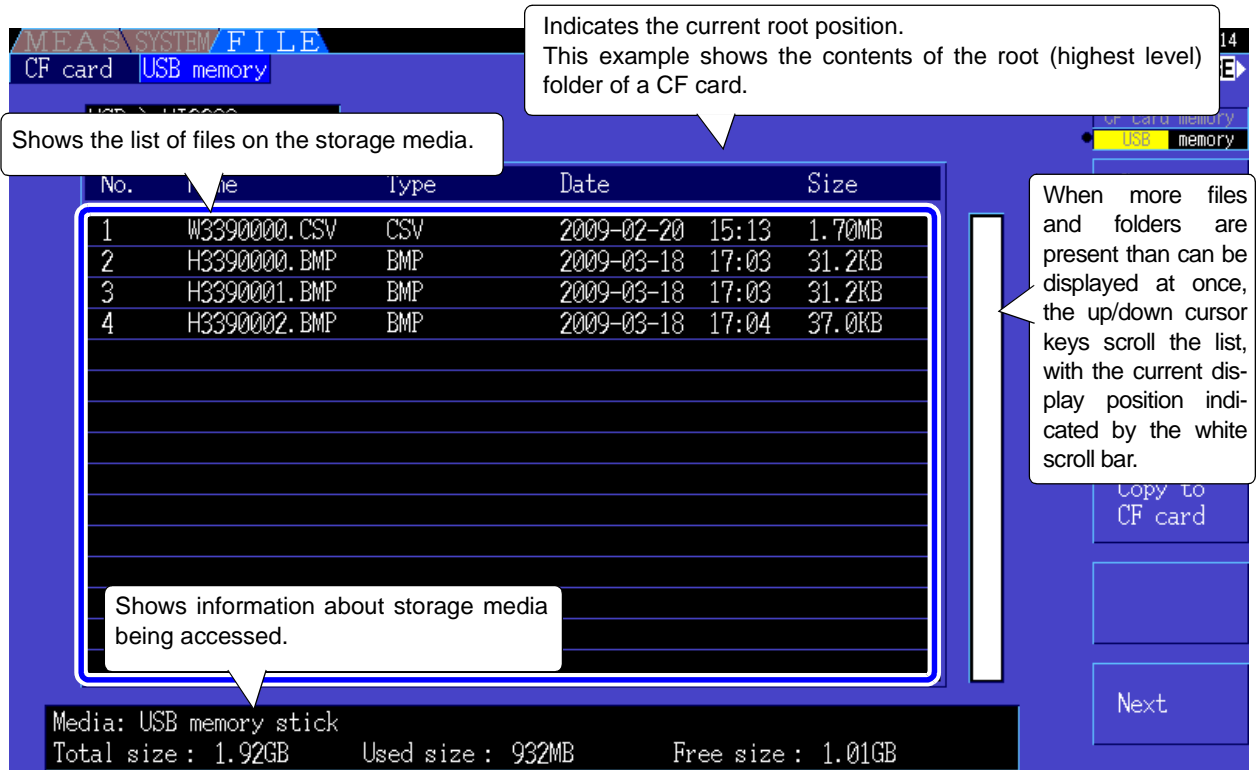 MEAS SYSTEM FILE
14
CF card USB memory
E
Indicates the current root position.
This example shows the contents of the root (highest level)
folder of a CF card.
Shows the list of files on the storage media.
CF card memory
USB memory
No. Type Date Size
1 W3390000.CSV CSV 2009-02-20 15:13 1.70MB
2 H3390000.BMP BMP 2009-03-18 17:03 31.2KB
3 H3390001.BMP BMP 2009-03-18 17:03 31.2KB
4 H3390002.BMP BMP 2009-03-18 17:04 37.0KB
When more files
and folders are
present than can be
displayed at once,
the up/down cursor
keys scroll the list,
with the current dis-
play position indi-
cated by the white
scroll bar.
Copy to
CF card
Shows information about storage media
being accessed.
Next
Media: USB memory stick
Total size : 1.92GB Used size : 932MB Free size : 1.01GB